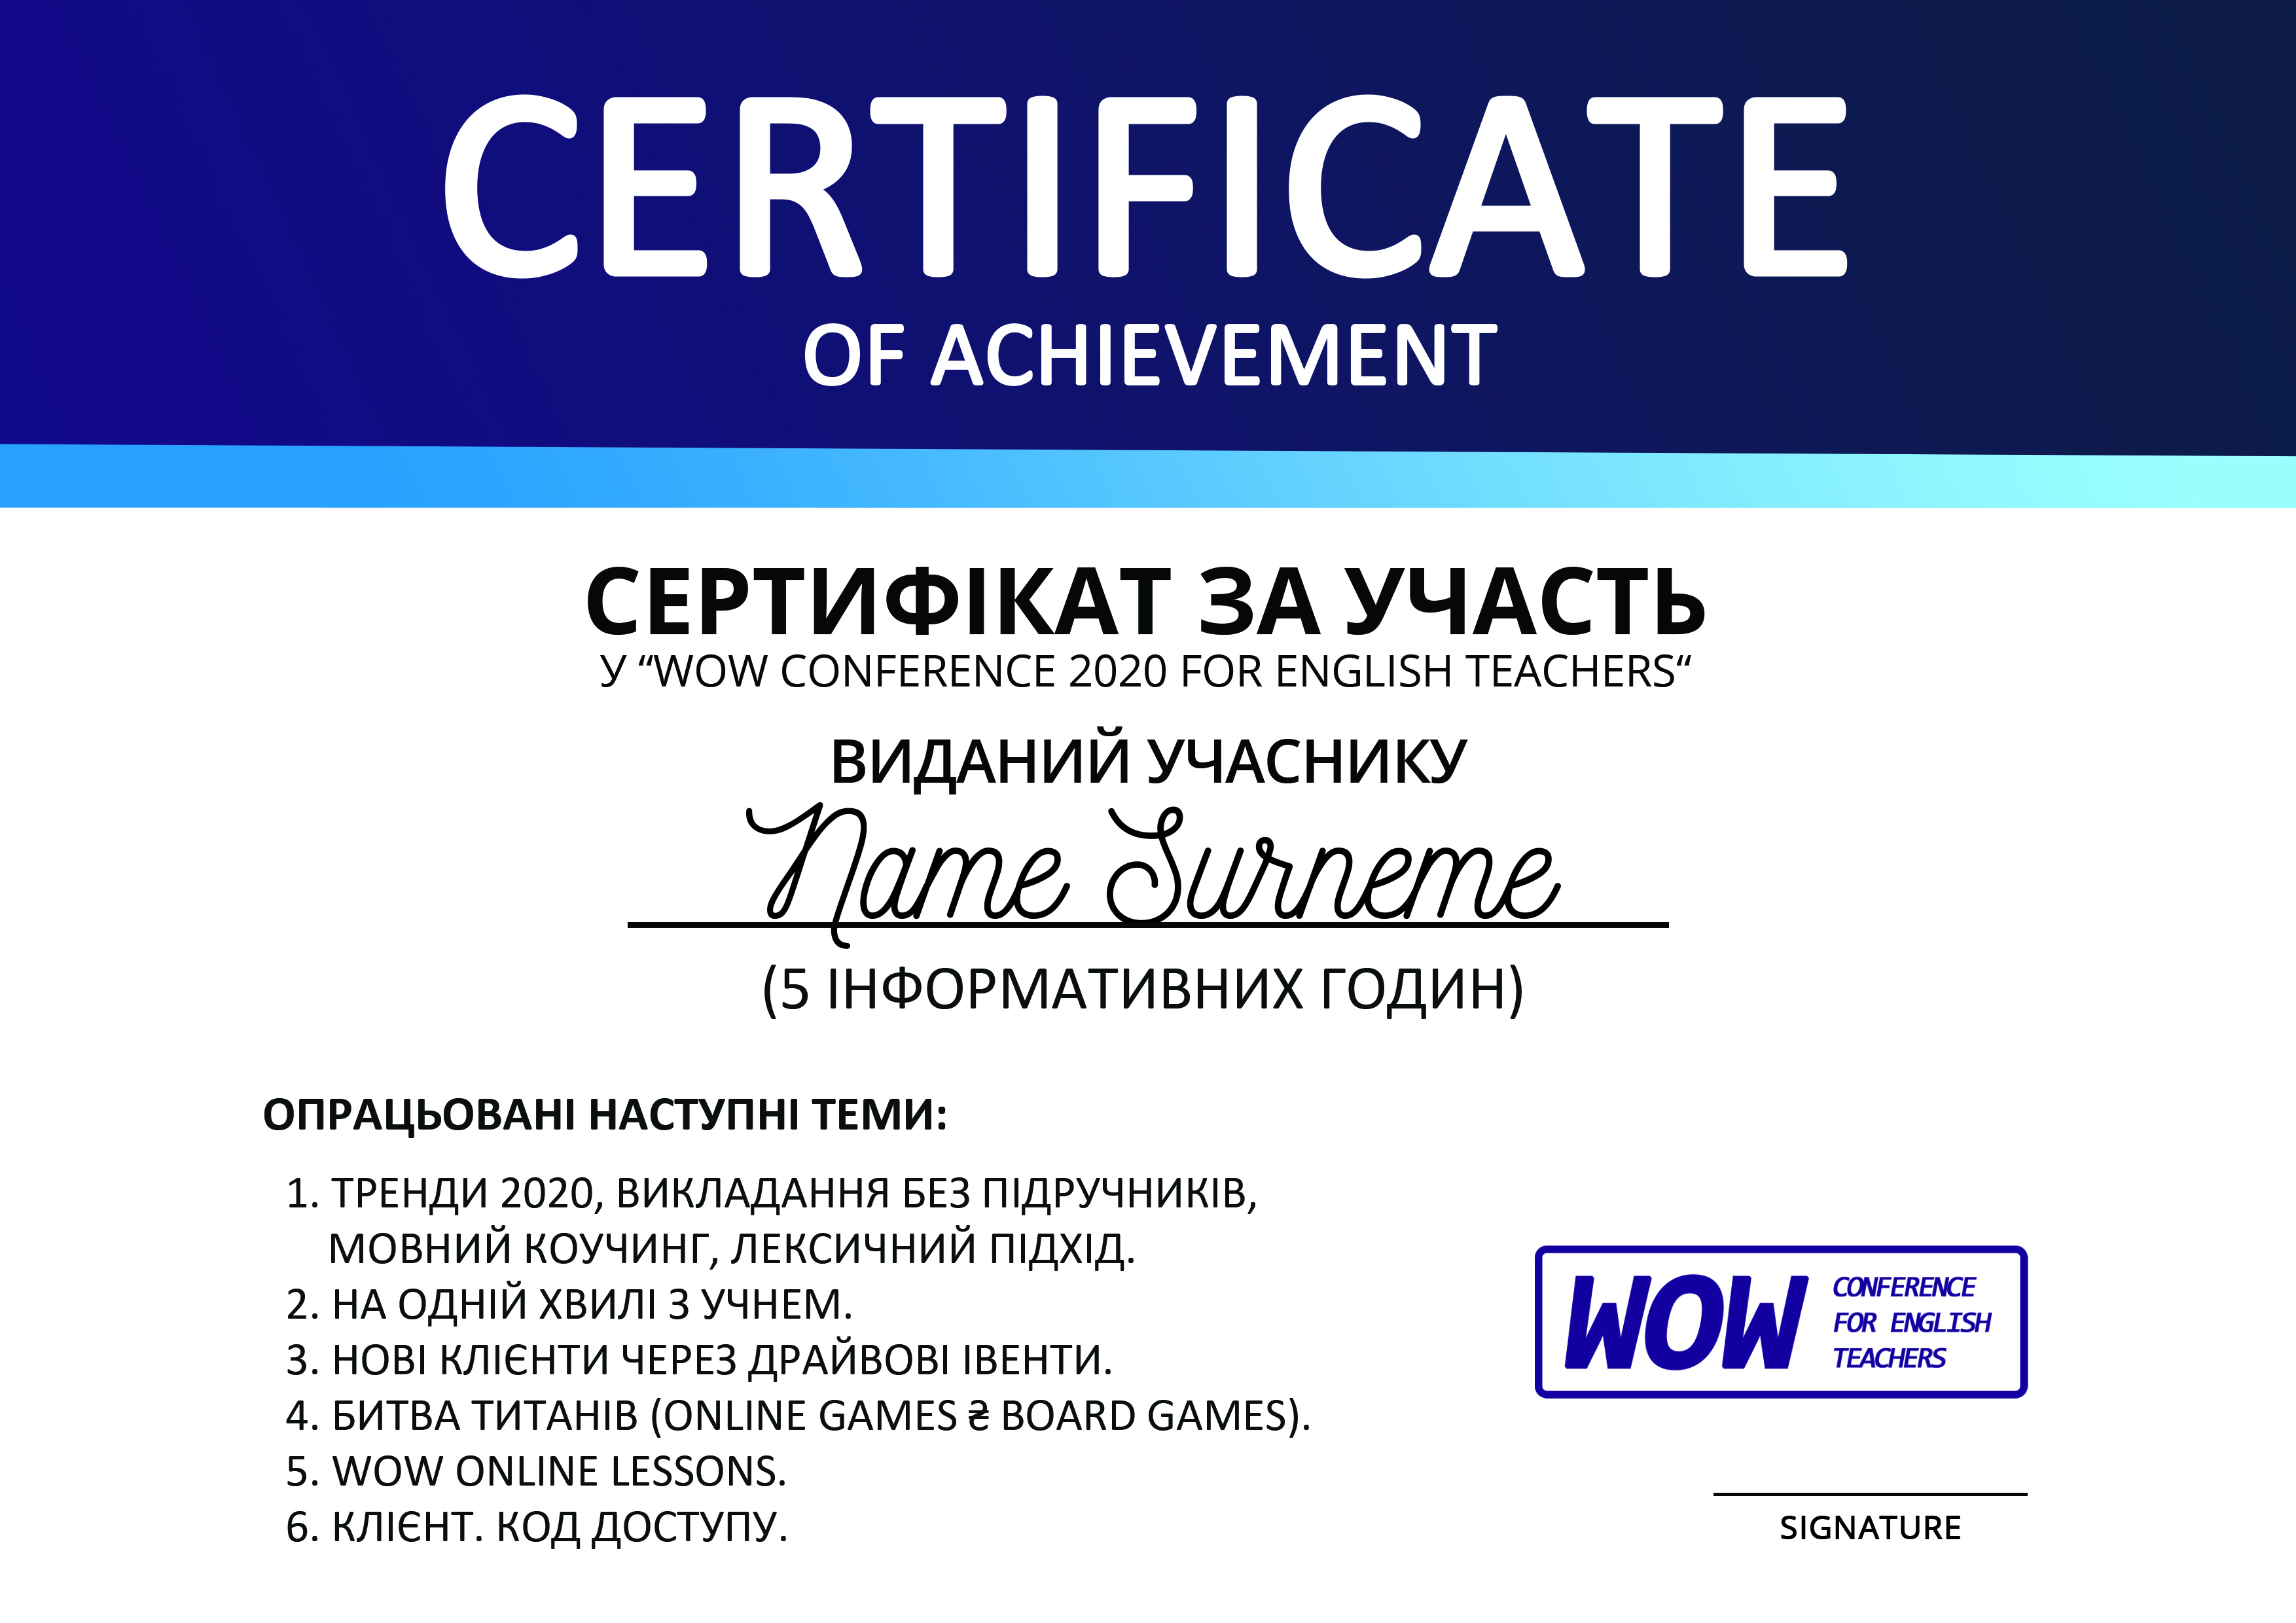 CERTIFICATE
OF ACHIEVEMENT
СЕРТИФІКАТ ЗА УЧАСТЬ
У “WOW CONFERENCE 2020 FOR ENGLISH TEACHERS“
ВИДАНИЙ УЧАСНИКУ
Name Surneme
(5 ІНФОРМАТИВНИХ ГОДИН)
ОПРАЦЬОВАНІ НАСТУПНІ ТЕМИ:
1. ТРЕНДИ 2020, ВИКЛАДАННЯ БЕЗ ПІДРУЧНИКІВ,
МОВНИЙ КОУЧИНГ, ЛЕКСИЧНИЙ ПІДХІД.
2. НА ОДНІЙ ХВИЛІ З УЧНЕМ.
3. НОВІ КЛІЄНТИ ЧЕРЕЗ ДРАЙВОВІ ІВЕНТИ.
4. БИТВА ТИТАНІВ (ONLINE GAMES ₴ BOARD GAMES).
5. WOW ONLINE LESSONS.
6. КЛІЄНТ. КОД ДОСТУПУ.
WOW
CONFERENCE
FOR ENGLISH
TEACHERS
SIGNATURE